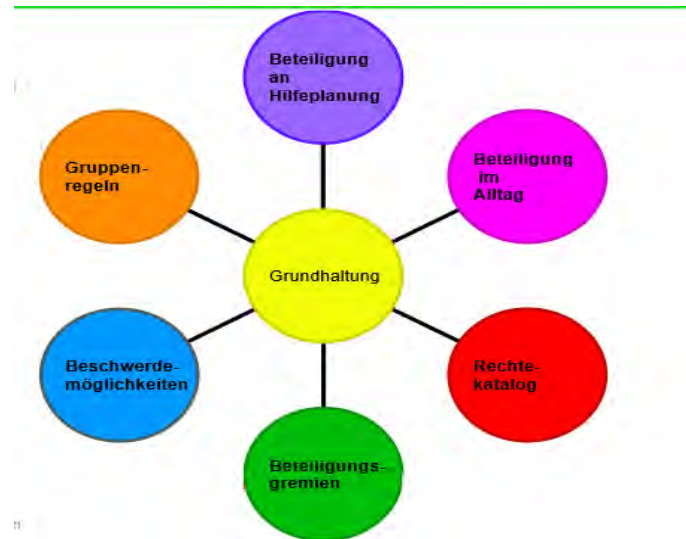 Beteiligung
an
Hilfeplanung
Gruppen-
regeln
Beteiligung
im
Alltag
Grundhaltung
Beschwerde-
möglichkeiten
Rechte-
katalog
Beteiligungs-
gremien